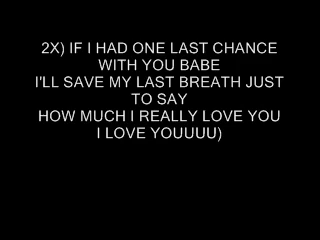 2X) IF I HAD ONE LAST CHANCE
WITH YOU BABE
I'LL SAVE MY LAST BREATH JUST
TO SAY
HOW MUCH I REALLY LOVE YOU
I LOVE YOUUUU)